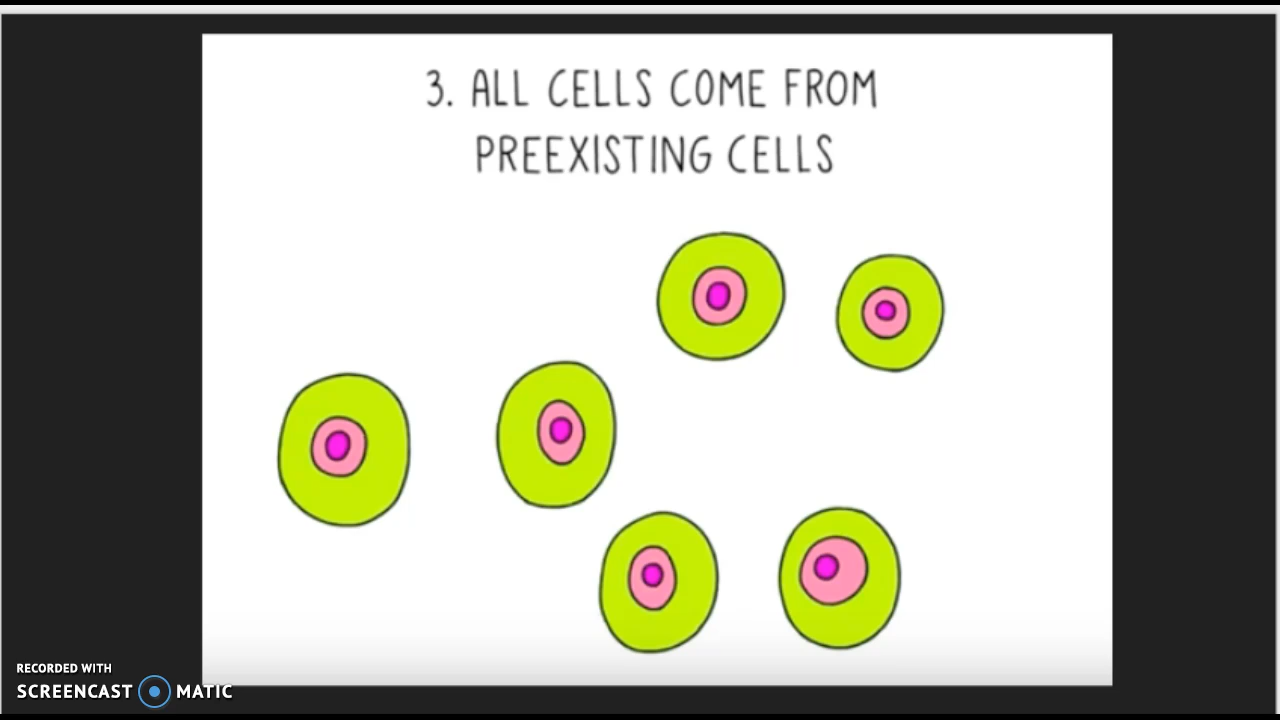 3. ALL CELLS COME FROM
PREEXISTING CELLS
RECORDED WITH
SCREENCAST MATIC